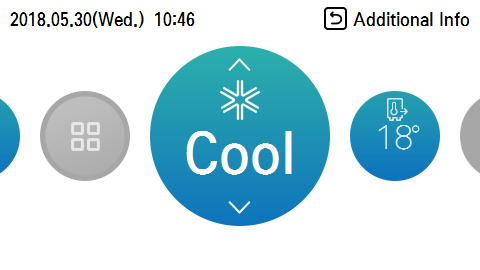 2018.05.30(Wed.) 10:46
Additional Info
Cool
18°